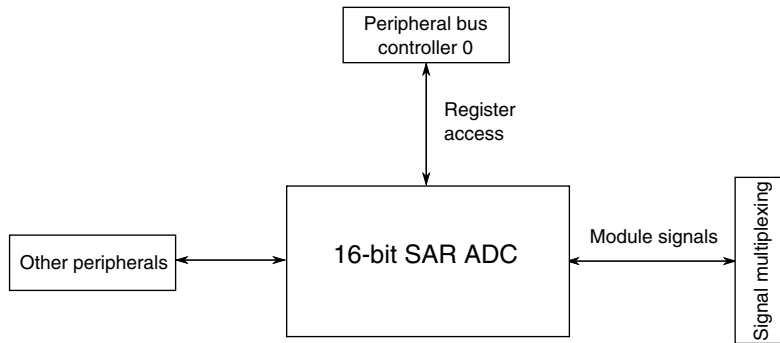 Peripheral bus
controller 0
Register
access
16-bit SAR ADC
Other peripherals
Module signals
Signal multiplexing